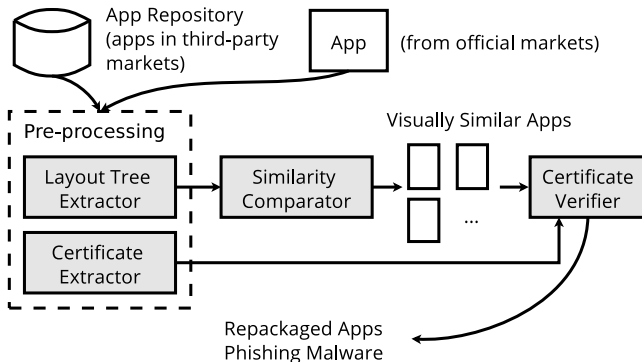 App Repository
(apps in third-party
markets)
App
(from official markets)
Pre-processing
Visually Similar Apps
Layout Tree
Extractor
Similarity
Comparator
...
Certificate
Verifier
Certificate
Extractor
Repackaged Apps
Phishing Malware